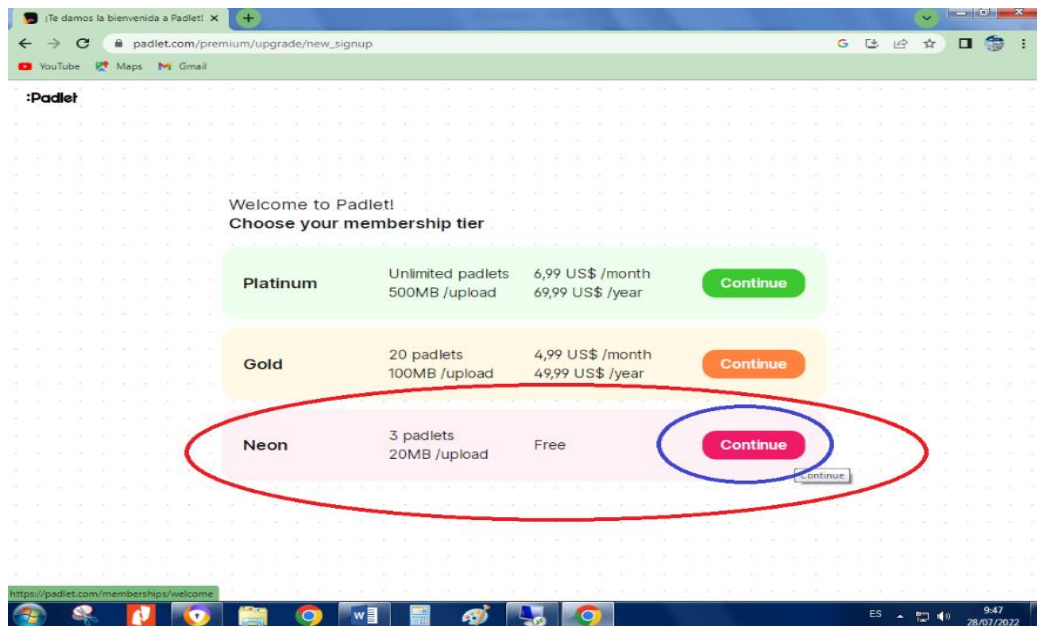 ¡Te damos la bienvenida a Padlet!
padlet.com/premium/upgrade/new_signup
YouTube Maps Gmail
:Padlet
Welcome to Padlet!
Choose your membership tier
Platinum
Unlimited padlets
500MB /upload
6,99 US$ /month
69,99 US$ /year
Continue
Gold
20 padlets
100MB /upload
4,99 US$ /month
49,99 US$ /year
Continue
Neon
3 padlets
20MB /upload
Free
Continue
Continue
https://padlet.com/memberships/welcome
ES
9:47
28/07/2022